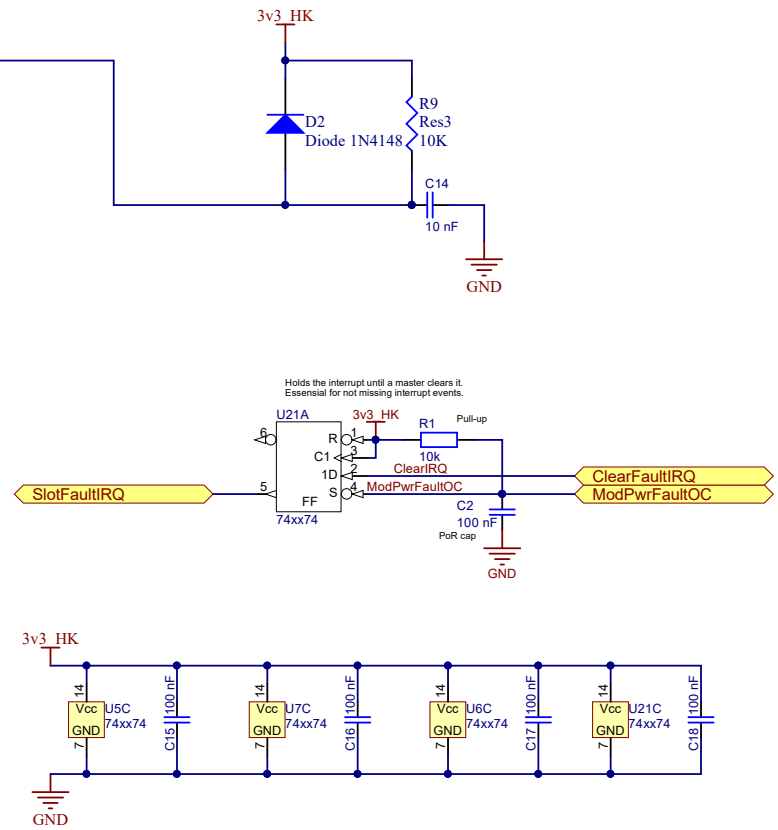 3v3_HK
D2
Diode 1N4148
R9
Res3
10K
C14
10 nF
GND
Holds the interrupt until a master clears it.
Essensial for not missing interrupt events.
U21A
3v3_HK
R1
Pull-up
10k
6
R
1
C1
3
1D
2
ClearIRQ
ClearFaultIRQ
SlotFaultIRQ
5
S
4
ModPwrFaultOC
ModPwrFaultOC
FF
74xx74
C2
100 nF
PoR cap
GND
3v3_HK
14
Vcc
GND
7
U5C
74xx74
C15
100 nF
14
Vcc
GND
7
U7C
74xx74
C16
100 nF
14
Vcc
GND
7
U6C
74xx74
C17
100 nF
14
Vcc
GND
7
U21C
74xx74
C18
100 nF
GND